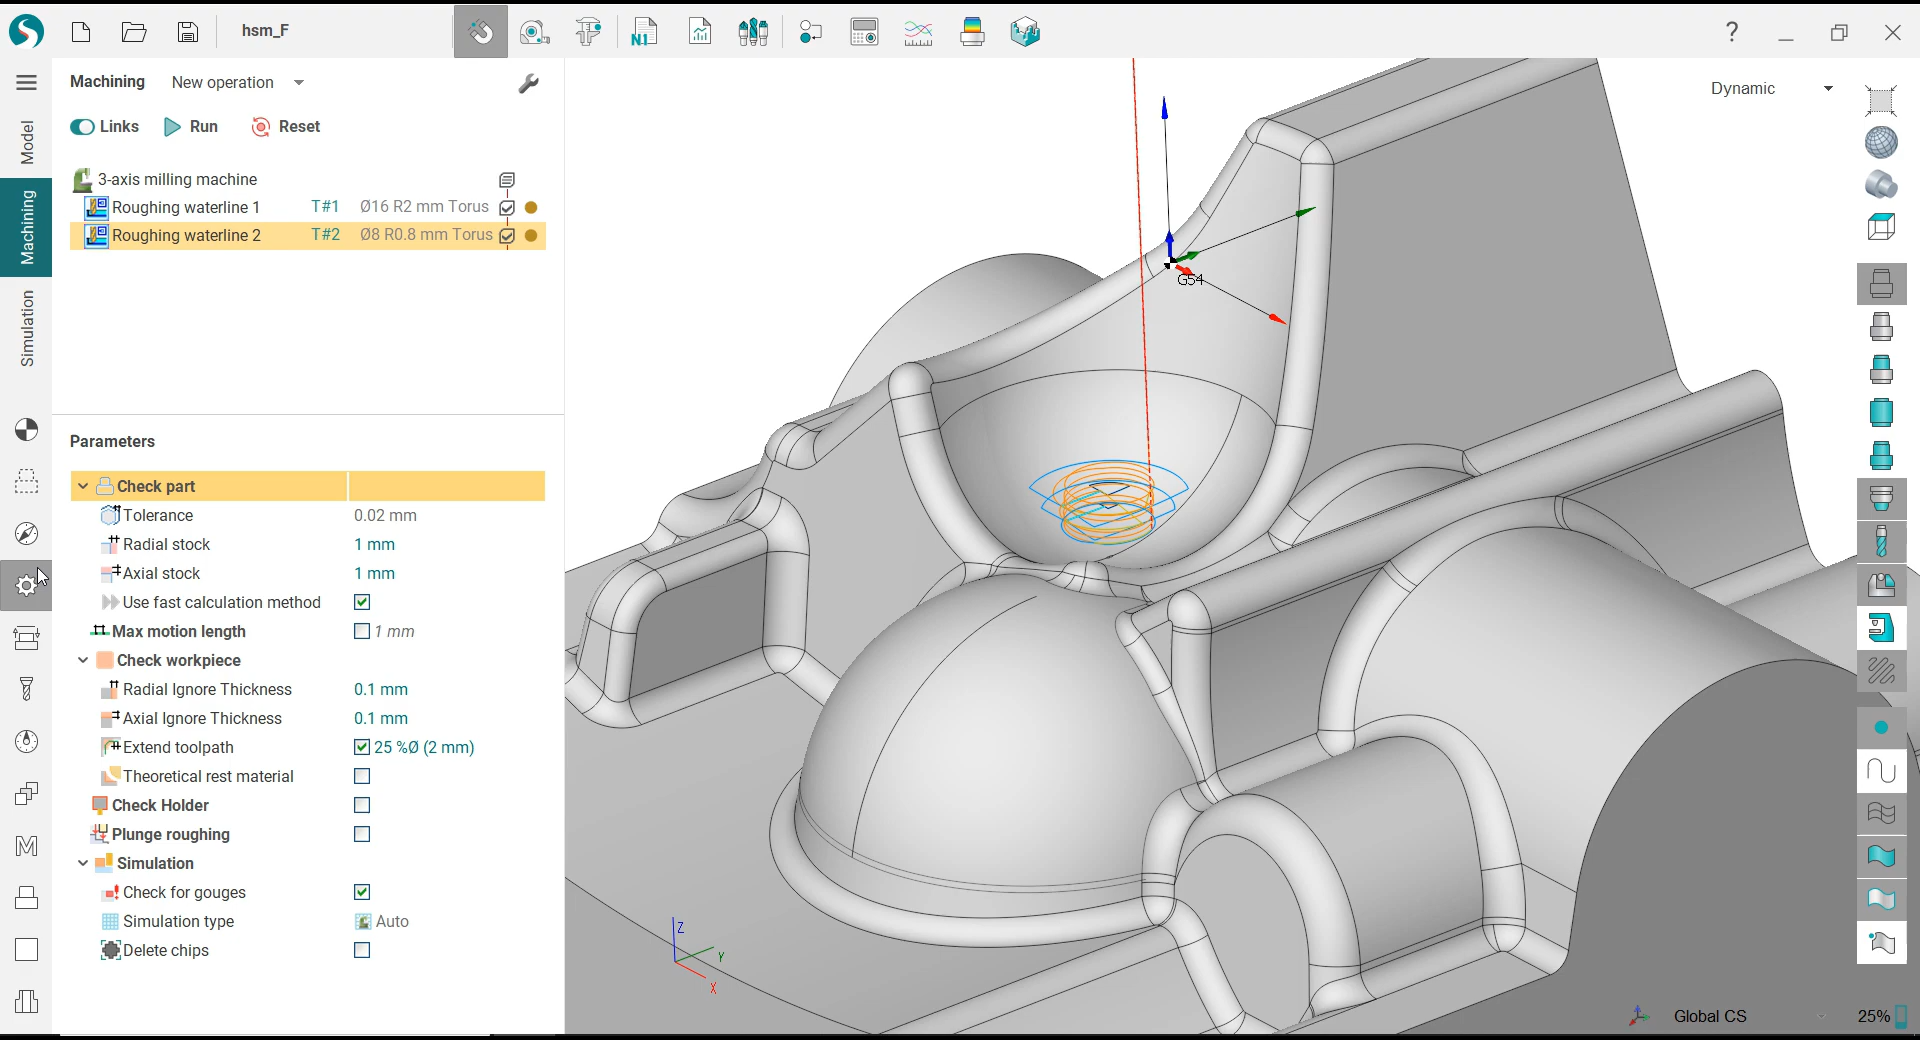 hsm_F
N1
?
Machining New operation
Dynamic
Links Run Reset
Model
Machining
Simulation
3-axis milling machine
Roughing waterline 1 T#1 Ø16 R2 mm Torus
Roughing waterline 2 T#2 Ø8 R0.8 mm Torus
G54
Parameters
Check part
Tolerance 0.02 mm
Radial stock 1 mm
Axial stock 1 mm
Use fast calculation method
Max motion length 1 mm
Check workpiece
Radial Ignore Thickness 0.1 mm
Axial Ignore Thickness 0.1 mm
Extend toolpath 25 %Ø (2 mm)
Theoretical rest material
Check Holder
Plunge roughing
Simulation
Check for gouges
Simulation type Auto
Delete chips
Z
Y
X
Global CS 25%